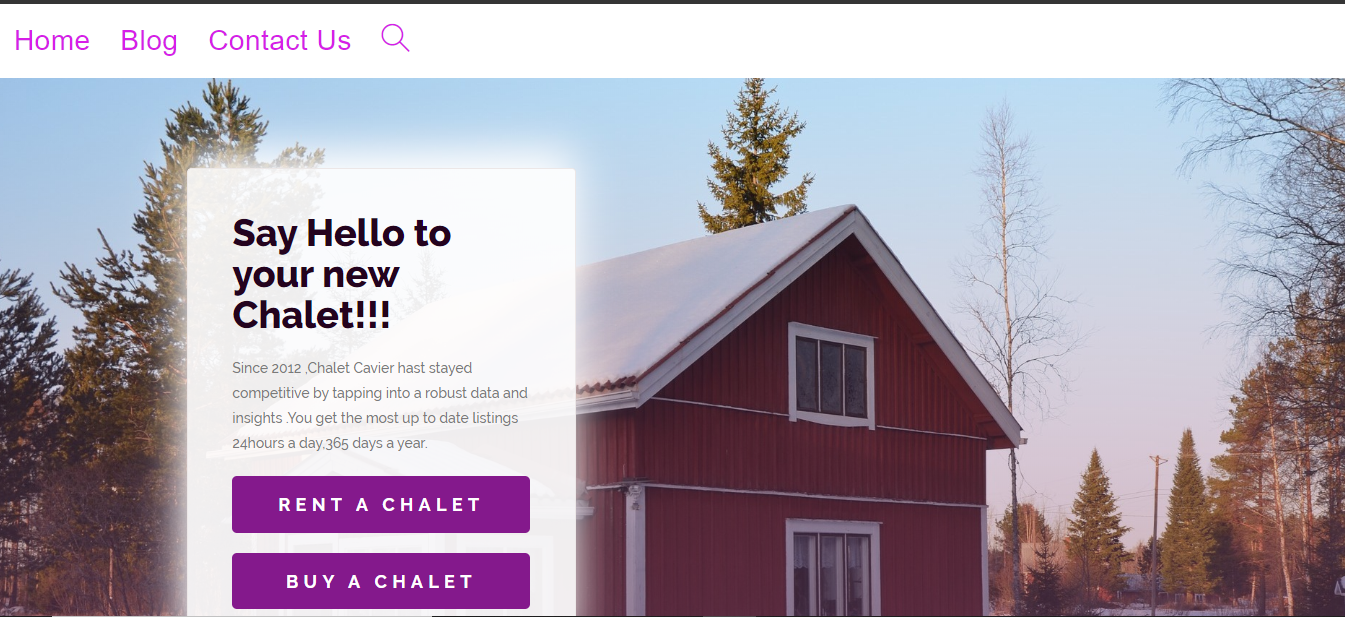 Home Blog Contact Us
Say Hello to
your new
Chalet!!!
Since 2012 ,Chalet Cavier hast stayed
competitive by tapping into a robust data and
insights .You get the most up to date listings
24hours a day,365 days a year.
RENT A CHALET
BUY A CHALET